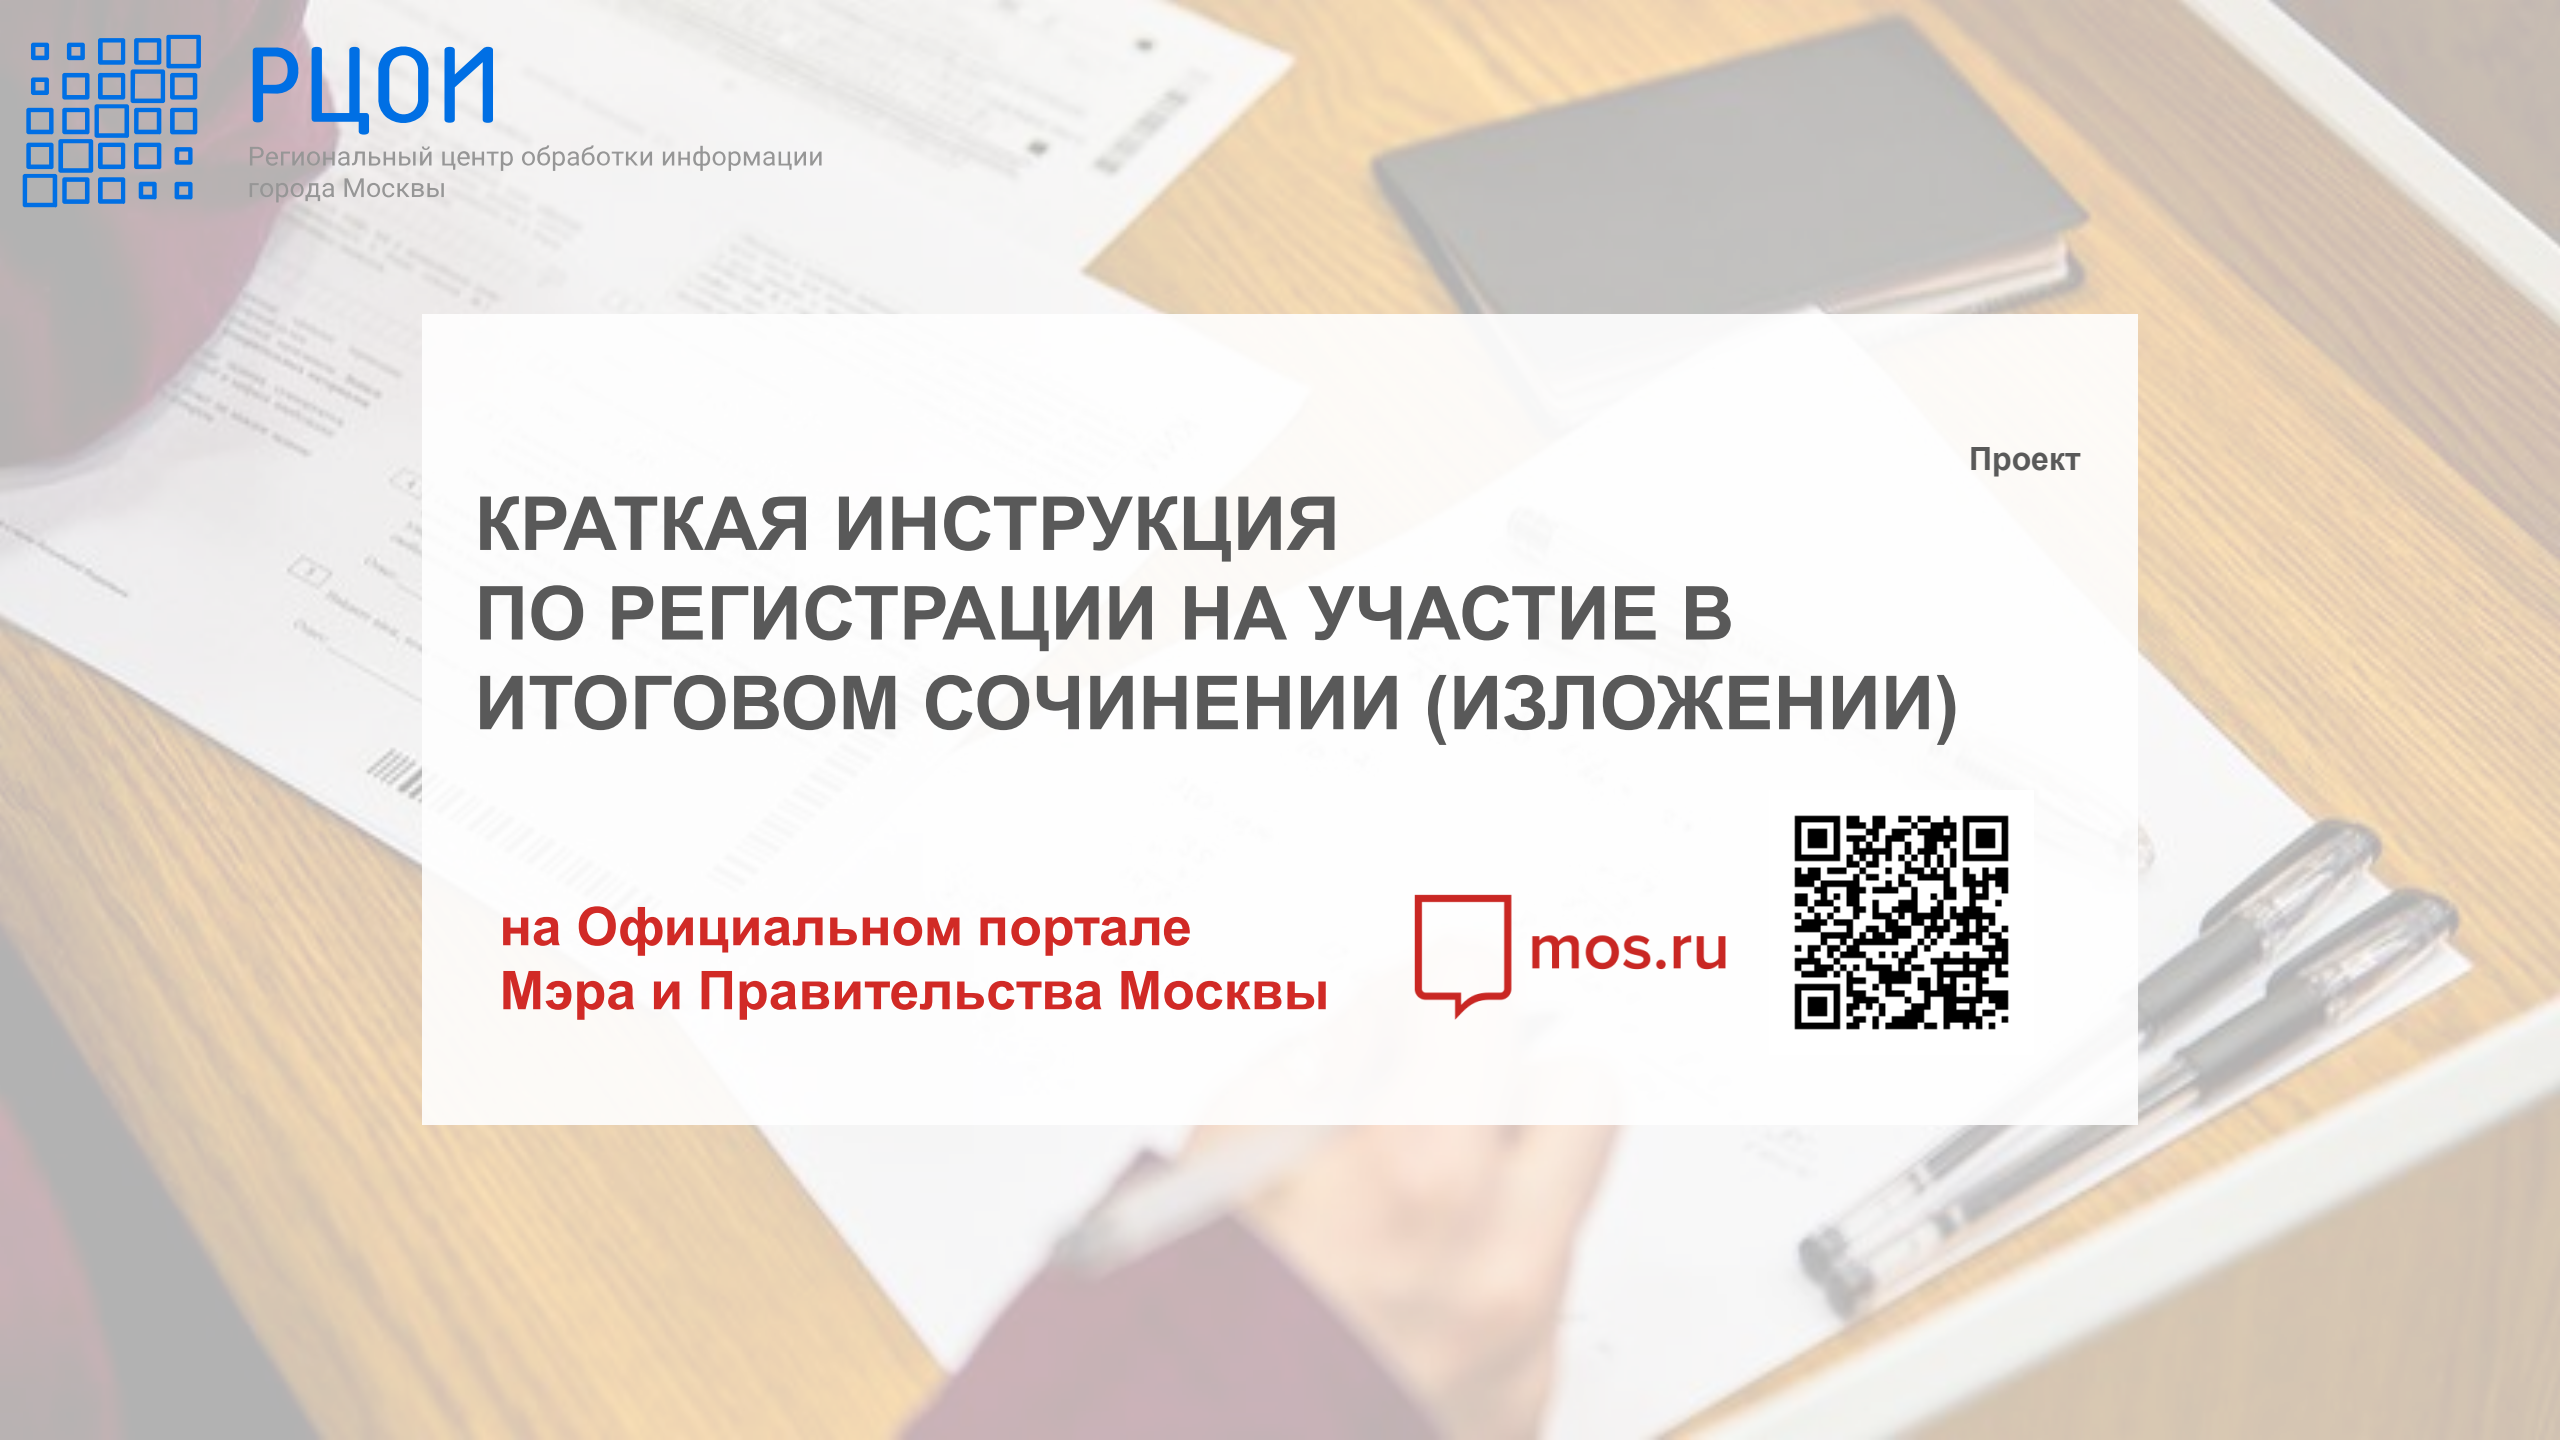 РЦОИ
Региональный центр обработки информации
города Москвы
Проект
КРАТКАЯ ИНСТРУКЦИЯ
ПО РЕГИСТРАЦИИ НА УЧАСТИЕ В
ИТОГОВОМ СОЧИНЕНИИ (ИЗЛОЖЕНИИ)
на Официальном портале
Мэра и Правительства Москвы
mos.ru